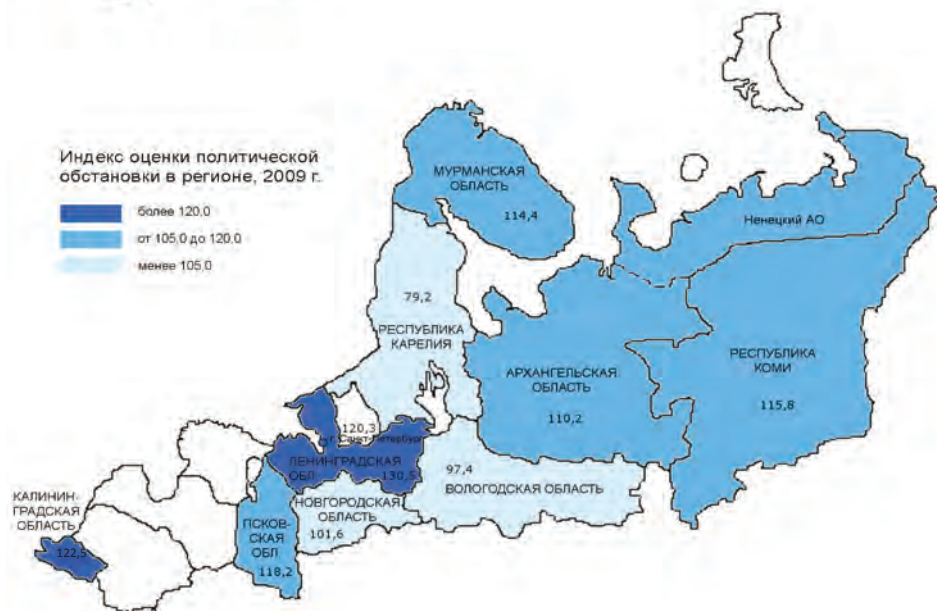 Индекс оценки политической
обстановки в регионе, 2009 г.
более 120,0
от 105,0 до 120,0
менее 105,0
МУРМАНСКАЯ
ОБЛАСТЬ
114,4
Ненецкий АО
79,2
РЕСПУБЛИКА
КАРЕЛИЯ
АРХАНГЕЛЬСКАЯ
ОБЛАСТЬ
110,2
РЕСПУБЛИКА
КОМИ
115,8
120,3
г. Санкт-Петербург
ЛЕНИНГРАДСКАЯ
ОБЛ
130,5
97,4
ВОЛОГОДСКАЯ ОБЛАСТЬ
НОВГОРОДСКАЯ
ОБЛАСТЬ
101,6
КАЛИНИН-
ГРАДСКАЯ
ОБЛАСТЬ
122,5
ПСКОВ-
СКАЯ
ОБЛ
118,2